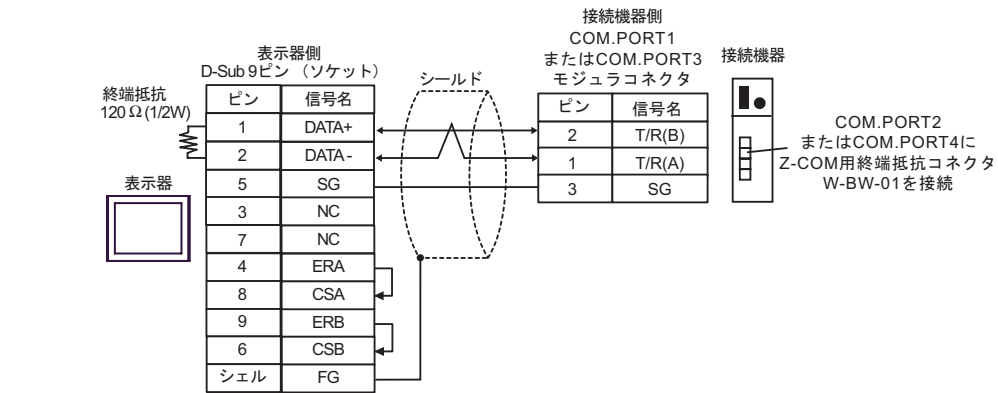 接続機器側
COM.PORT1
またはCOM.PORT3
モジュラコネクタ
接続機器
表示器側
D-Sub 9ピン （ソケット）
シールド
終端抵抗
120 Ω (1/2W)
ピン 信号名
1 DATA+
2 DATA-
5 SG
3 NC
7 NC
4 ERA
8 CSA
9 ERB
6 CSB
シェル FG
表示器
ピン 信号名
2 T/R(B)
1 T/R(A)
3 SG
COM.PORT2
またはCOM.PORT4に
Z-COM用終端抵抗コネクタ
W-BW-01を接続